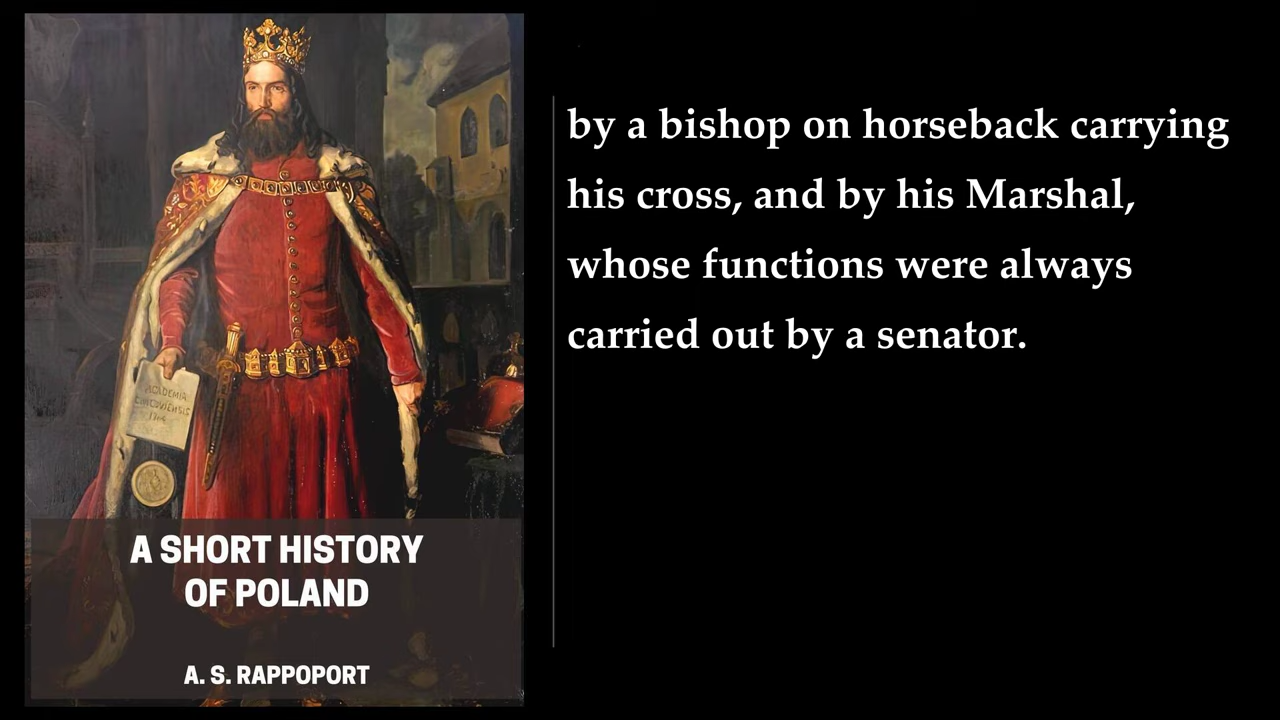 by a bishop on horseback carrying
his cross, and by his Marshal,
whose functions were always
carried out by a senator.
ACADEMIA
A SHORT HISTORY
OF POLAND
A. S. RAPPOPORT